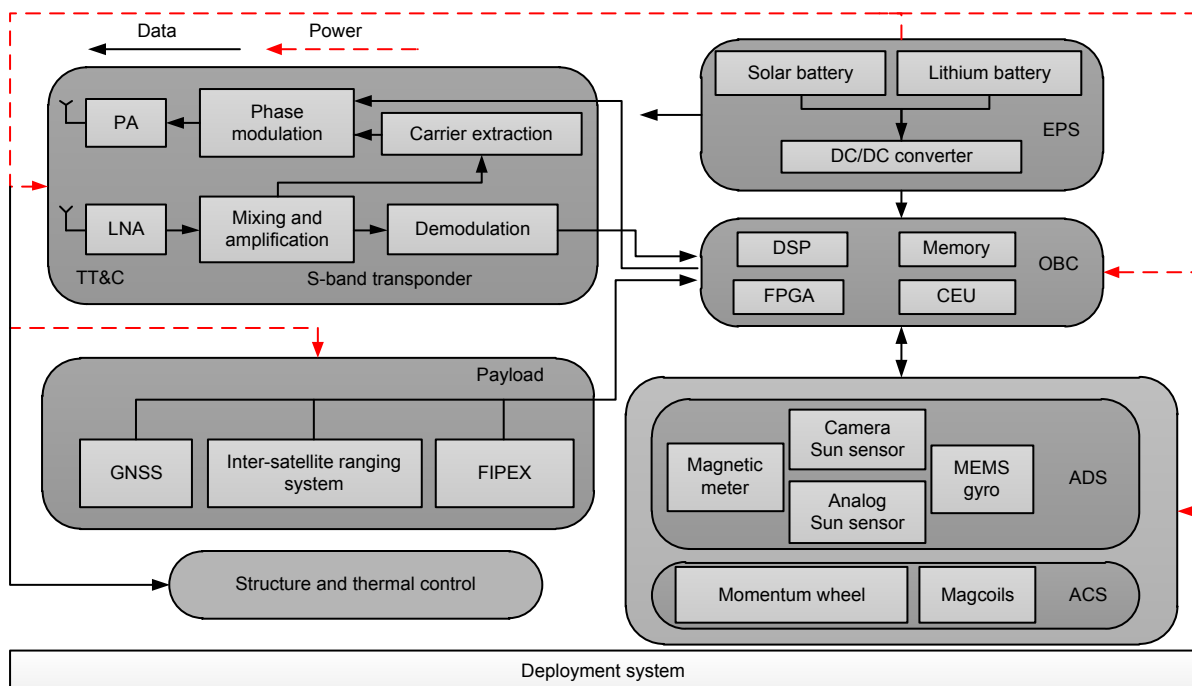 Data
Power
PA
Phase
modulation
Carrier extraction
LNA
Mixing and
amplification
Demodulation
TT&C
S-band transponder
Solar battery
Lithium battery
EPS
DC/DC converter
DSP
Memory
OBC
FPGA
CEU
Payload
GNSS
Inter-satellite ranging
system
FIPEX
Camera
Sun sensor
Magnetic
meter
MEMS
gyro
ADS
Analog
Sun sensor
Structure and thermal control
Momentum wheel
Magcoils
ACS
Deployment system